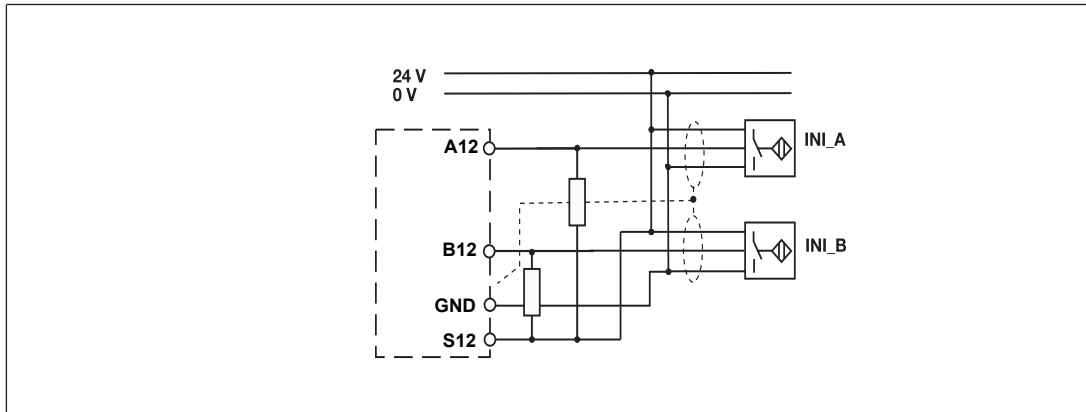 24 V
0 V
A12
INI_A
B12
INI_B
GND
S12